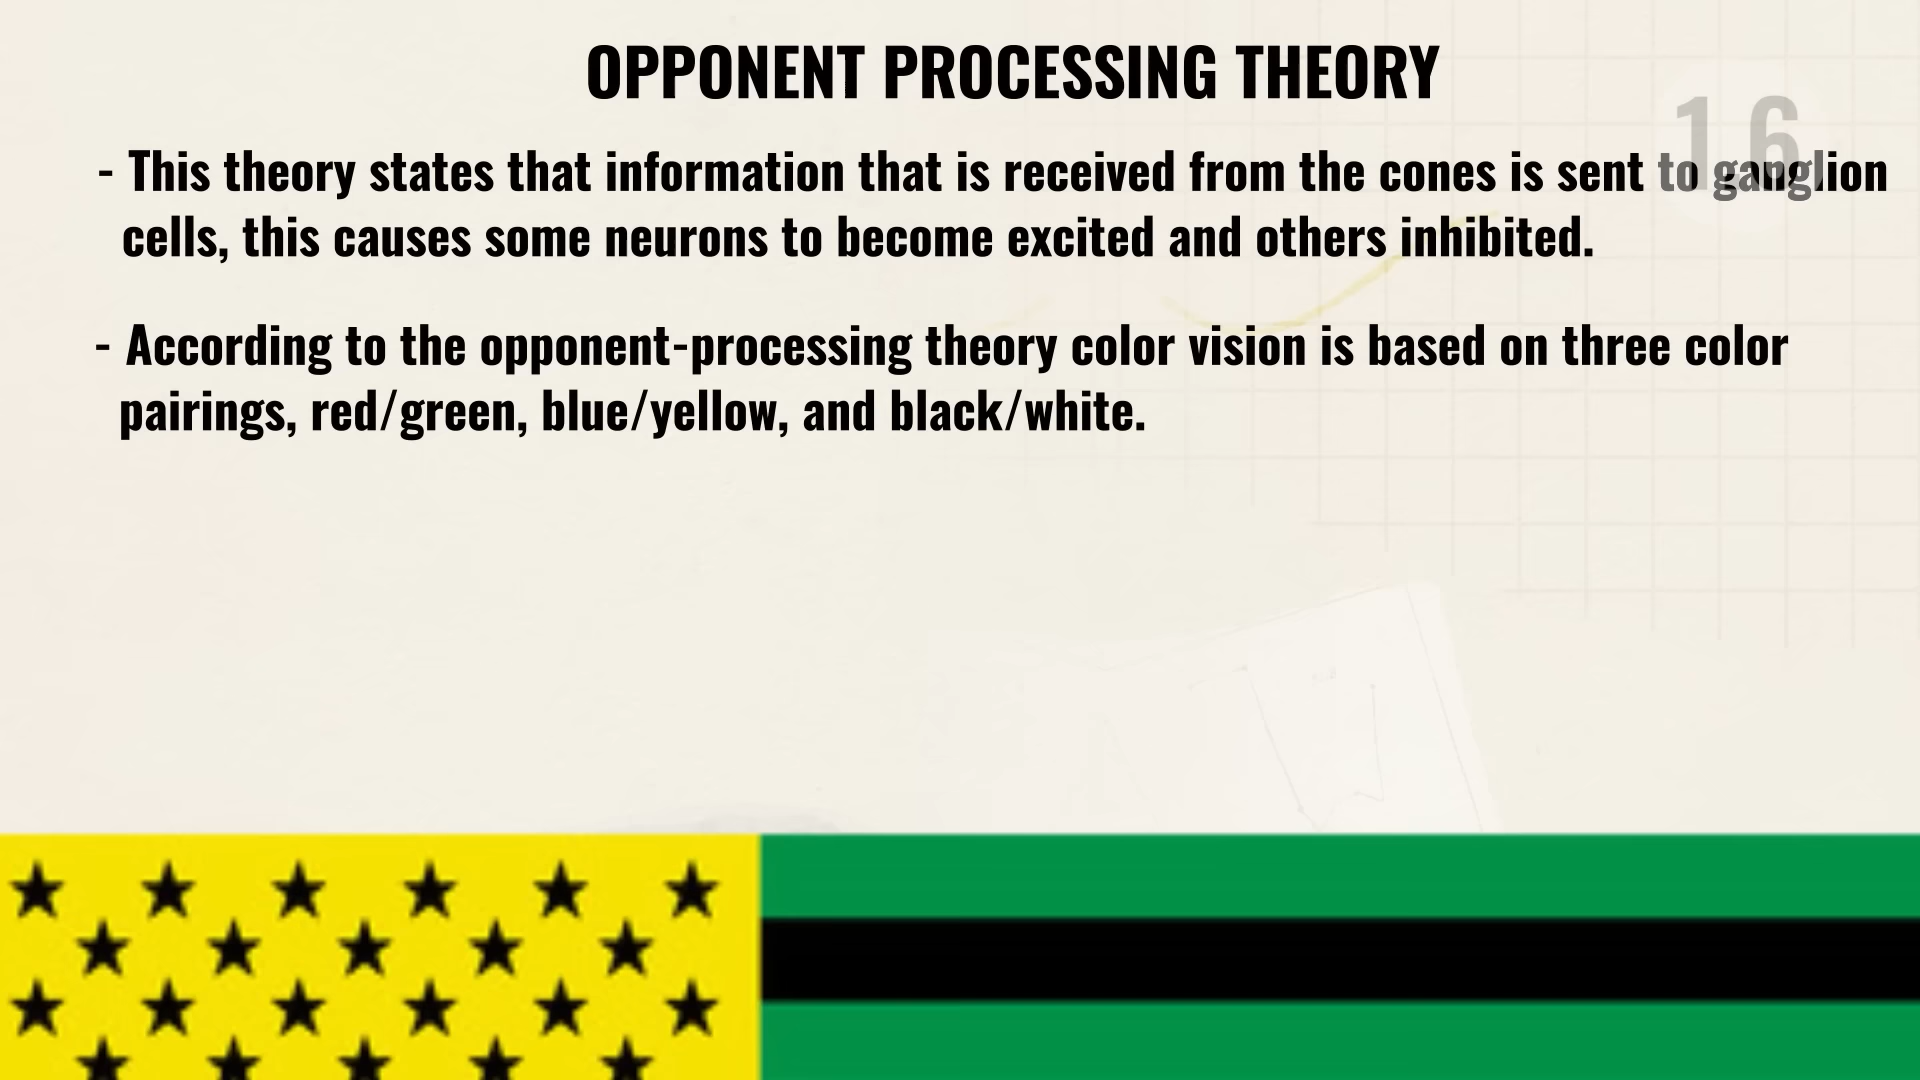 OPPONENT PROCESSING THEORY
1.6
- This theory states that information that is received from the cones is sent to ganglion
cells, this causes some neurons to become excited and others inhibited.
- According to the opponent-processing theory color vision is based on three color
pairings, red/green, blue/yellow, and black/white.